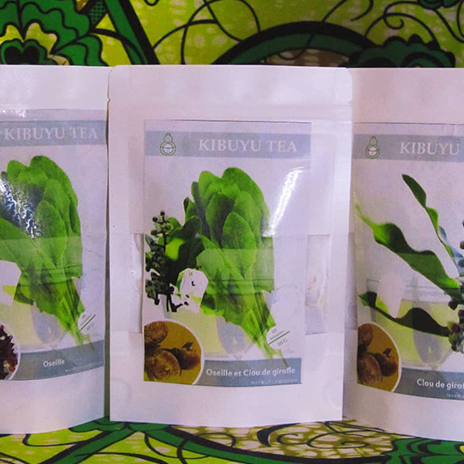 KIBUYU TEA
Oseille
KIBUYU TEA
Oseille et Clou de girofle
KIBUYU
Clou de girofle